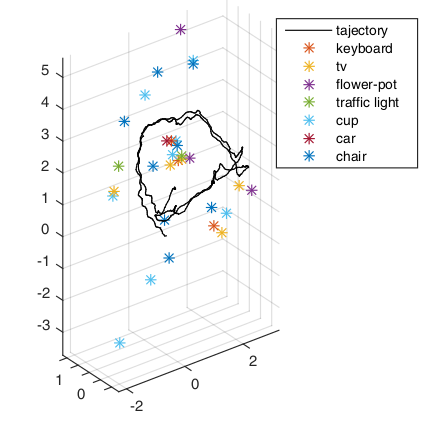 tajectory
keyboard
tv
flower-pot
traffic light
cup
car
chair
5
4
3
2
1
0
-1
-2
-3
1
0
-2
0
2